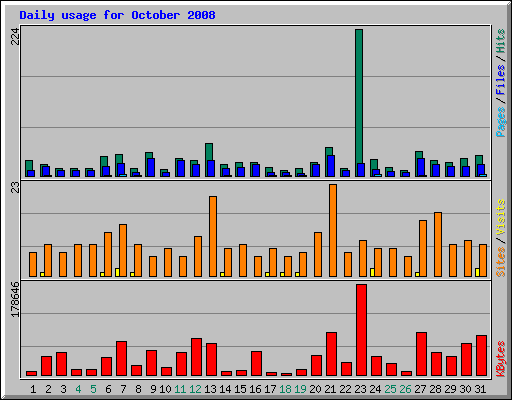 Daily usage for October 2008
224
Pages / Files / Hits
23
Sites / Visits
178646
KBytes
1 2 3 4 5 6 7 8 9 10 11 12 13 14 15 16 17 18 19 20 21 22 23 24 25 26 27 28 29 30 31